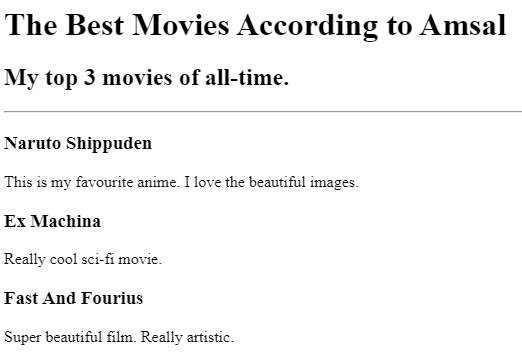 The Best Movies According to Amsal
My top 3 movies of all-time.
Naruto Shippuden
This is my favourite anime. I love the beautiful images.
Ex Machina
Really cool sci-fi movie.
Fast And Fourius
Super beautiful film. Really artistic.